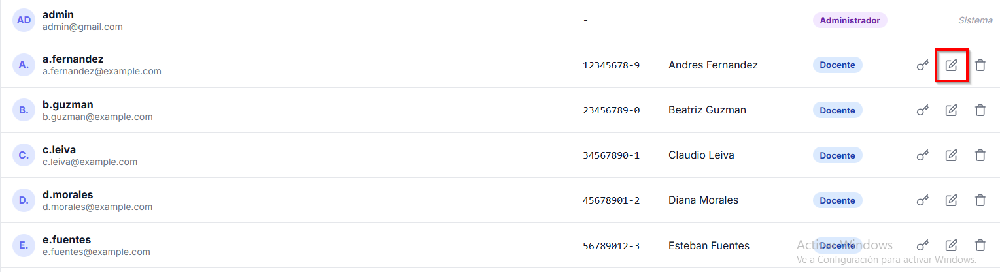 AD admin - Administrador Sistema
admin@gmail.com
A. a.fernandez 12345678-9 Andres Fernandez Docente
a.fernandez@example.com
B. b.guzman 23456789-0 Beatriz Guzman Docente
b.guzman@example.com
C. c.leiva 34567890-1 Claudio Leiva Docente
c.leiva@example.com
D. d.morales 45678901-2 Diana Morales Docente
d.morales@example.com
E. e.fuentes 56789012-3 Esteban Fuentes Docente
e.fuentes@example.com
Activar Windows
Ve a Configuración para activar Windows.